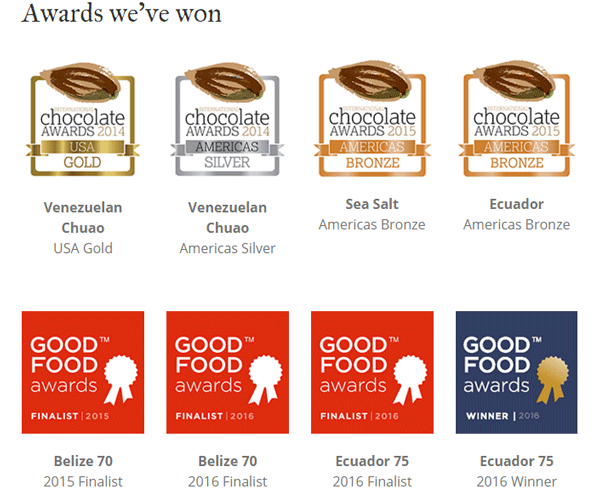 Awards we've won
INTERNATIONAL
chocolate
AWARDS 2014
USA
GOLD
INTERNATIONAL
chocolate
AWARDS 2014
AMERICAS
SILVER
INTERNATIONAL
chocolate
AWARDS 2015
AMERICAS
BRONZE
INTERNATIONAL
chocolate
AWARDS 2015
AMERICAS
BRONZE
Venezuelan
Chuao
USA Gold
Venezuelan
Chuao
Americas Silver
Sea Salt
Americas Bronze
Ecuador
Americas Bronze
GOOD™
FOOD
awards
FINALIST | 2015
GOOD™
FOOD
awards
FINALIST | 2016
GOOD™
FOOD
awards
FINALIST | 2016
GOOD™
FOOD
awards
WINNER | 2016
Belize 70
2015 Finalist
Belize 70
2016 Finalist
Ecuador 75
2016 Finalist
Ecuador 75
2016 Winner